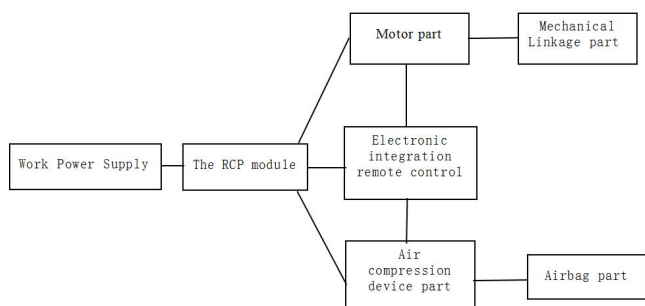 Motor part
Mechanical
Linkage part
Work Power Supply
The RCP module
Electronic
integration
remote control
Air
compression
device part
Airbag part